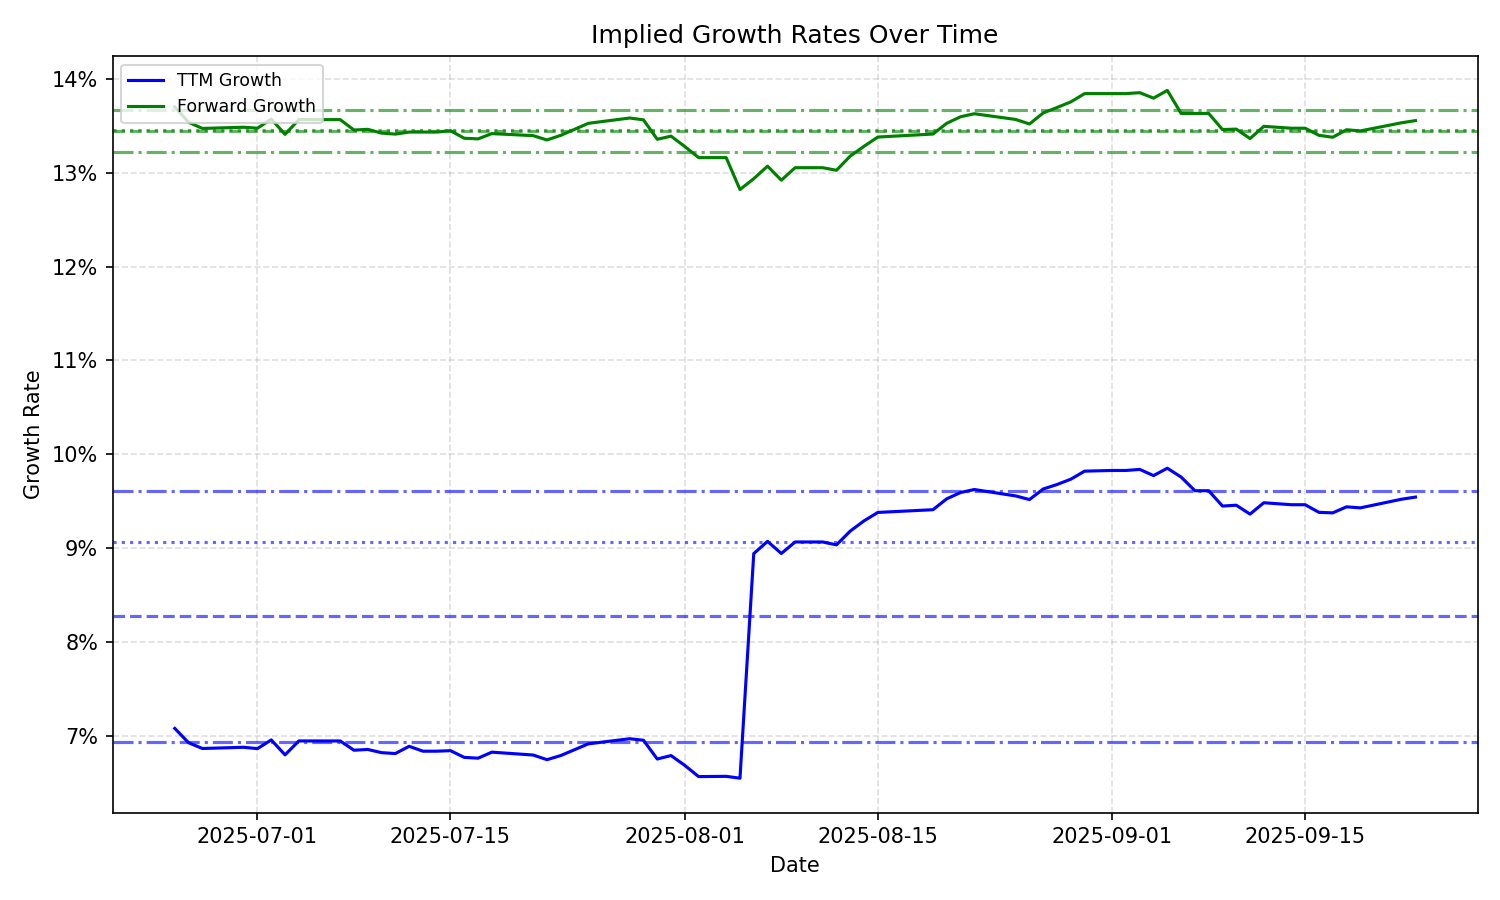 Implied Growth Rates Over Time
TTM Growth
Forward Growth
14%
13%
12%
11%
10%
9%
8%
7%
Growth Rate
2025-07-01
2025-07-15
2025-08-01
2025-08-15
2025-09-01
2025-09-15
Date